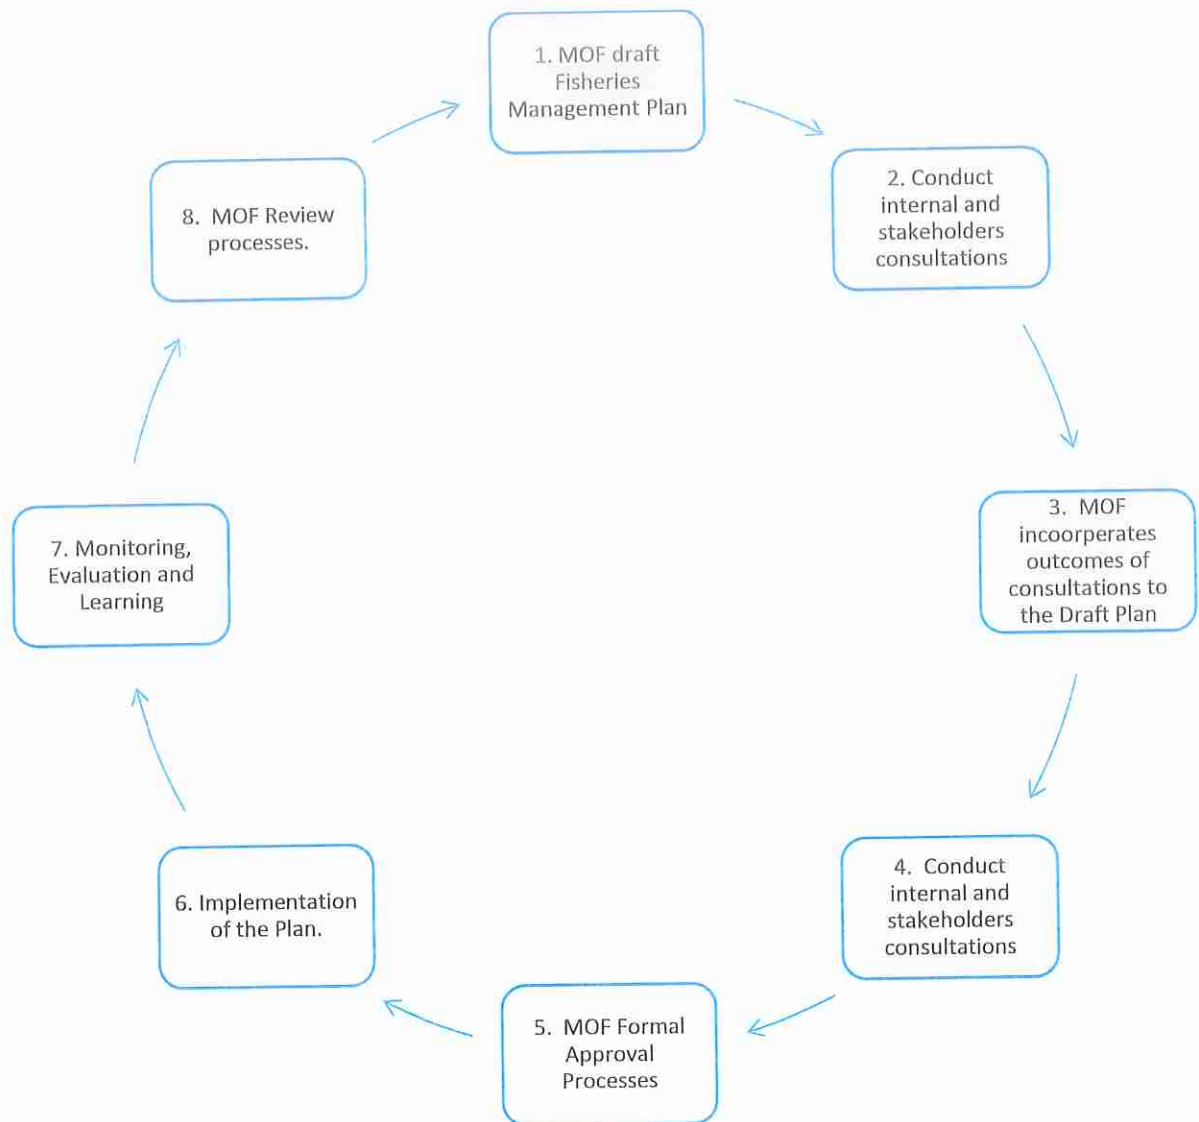 1. MOF draft
Fisheries
Management Plan
2. Conduct
internal and
stakeholders
consultations
3. MOF
incoorperates
outcomes of
consultations to
the Draft Plan
4. Conduct
internal and
stakeholders
consultations
5. MOF Formal
Approval
Processes
6. Implementation
of the Plan.
7. Monitoring,
Evaluation and
Learning
8. MOF Review
processes.